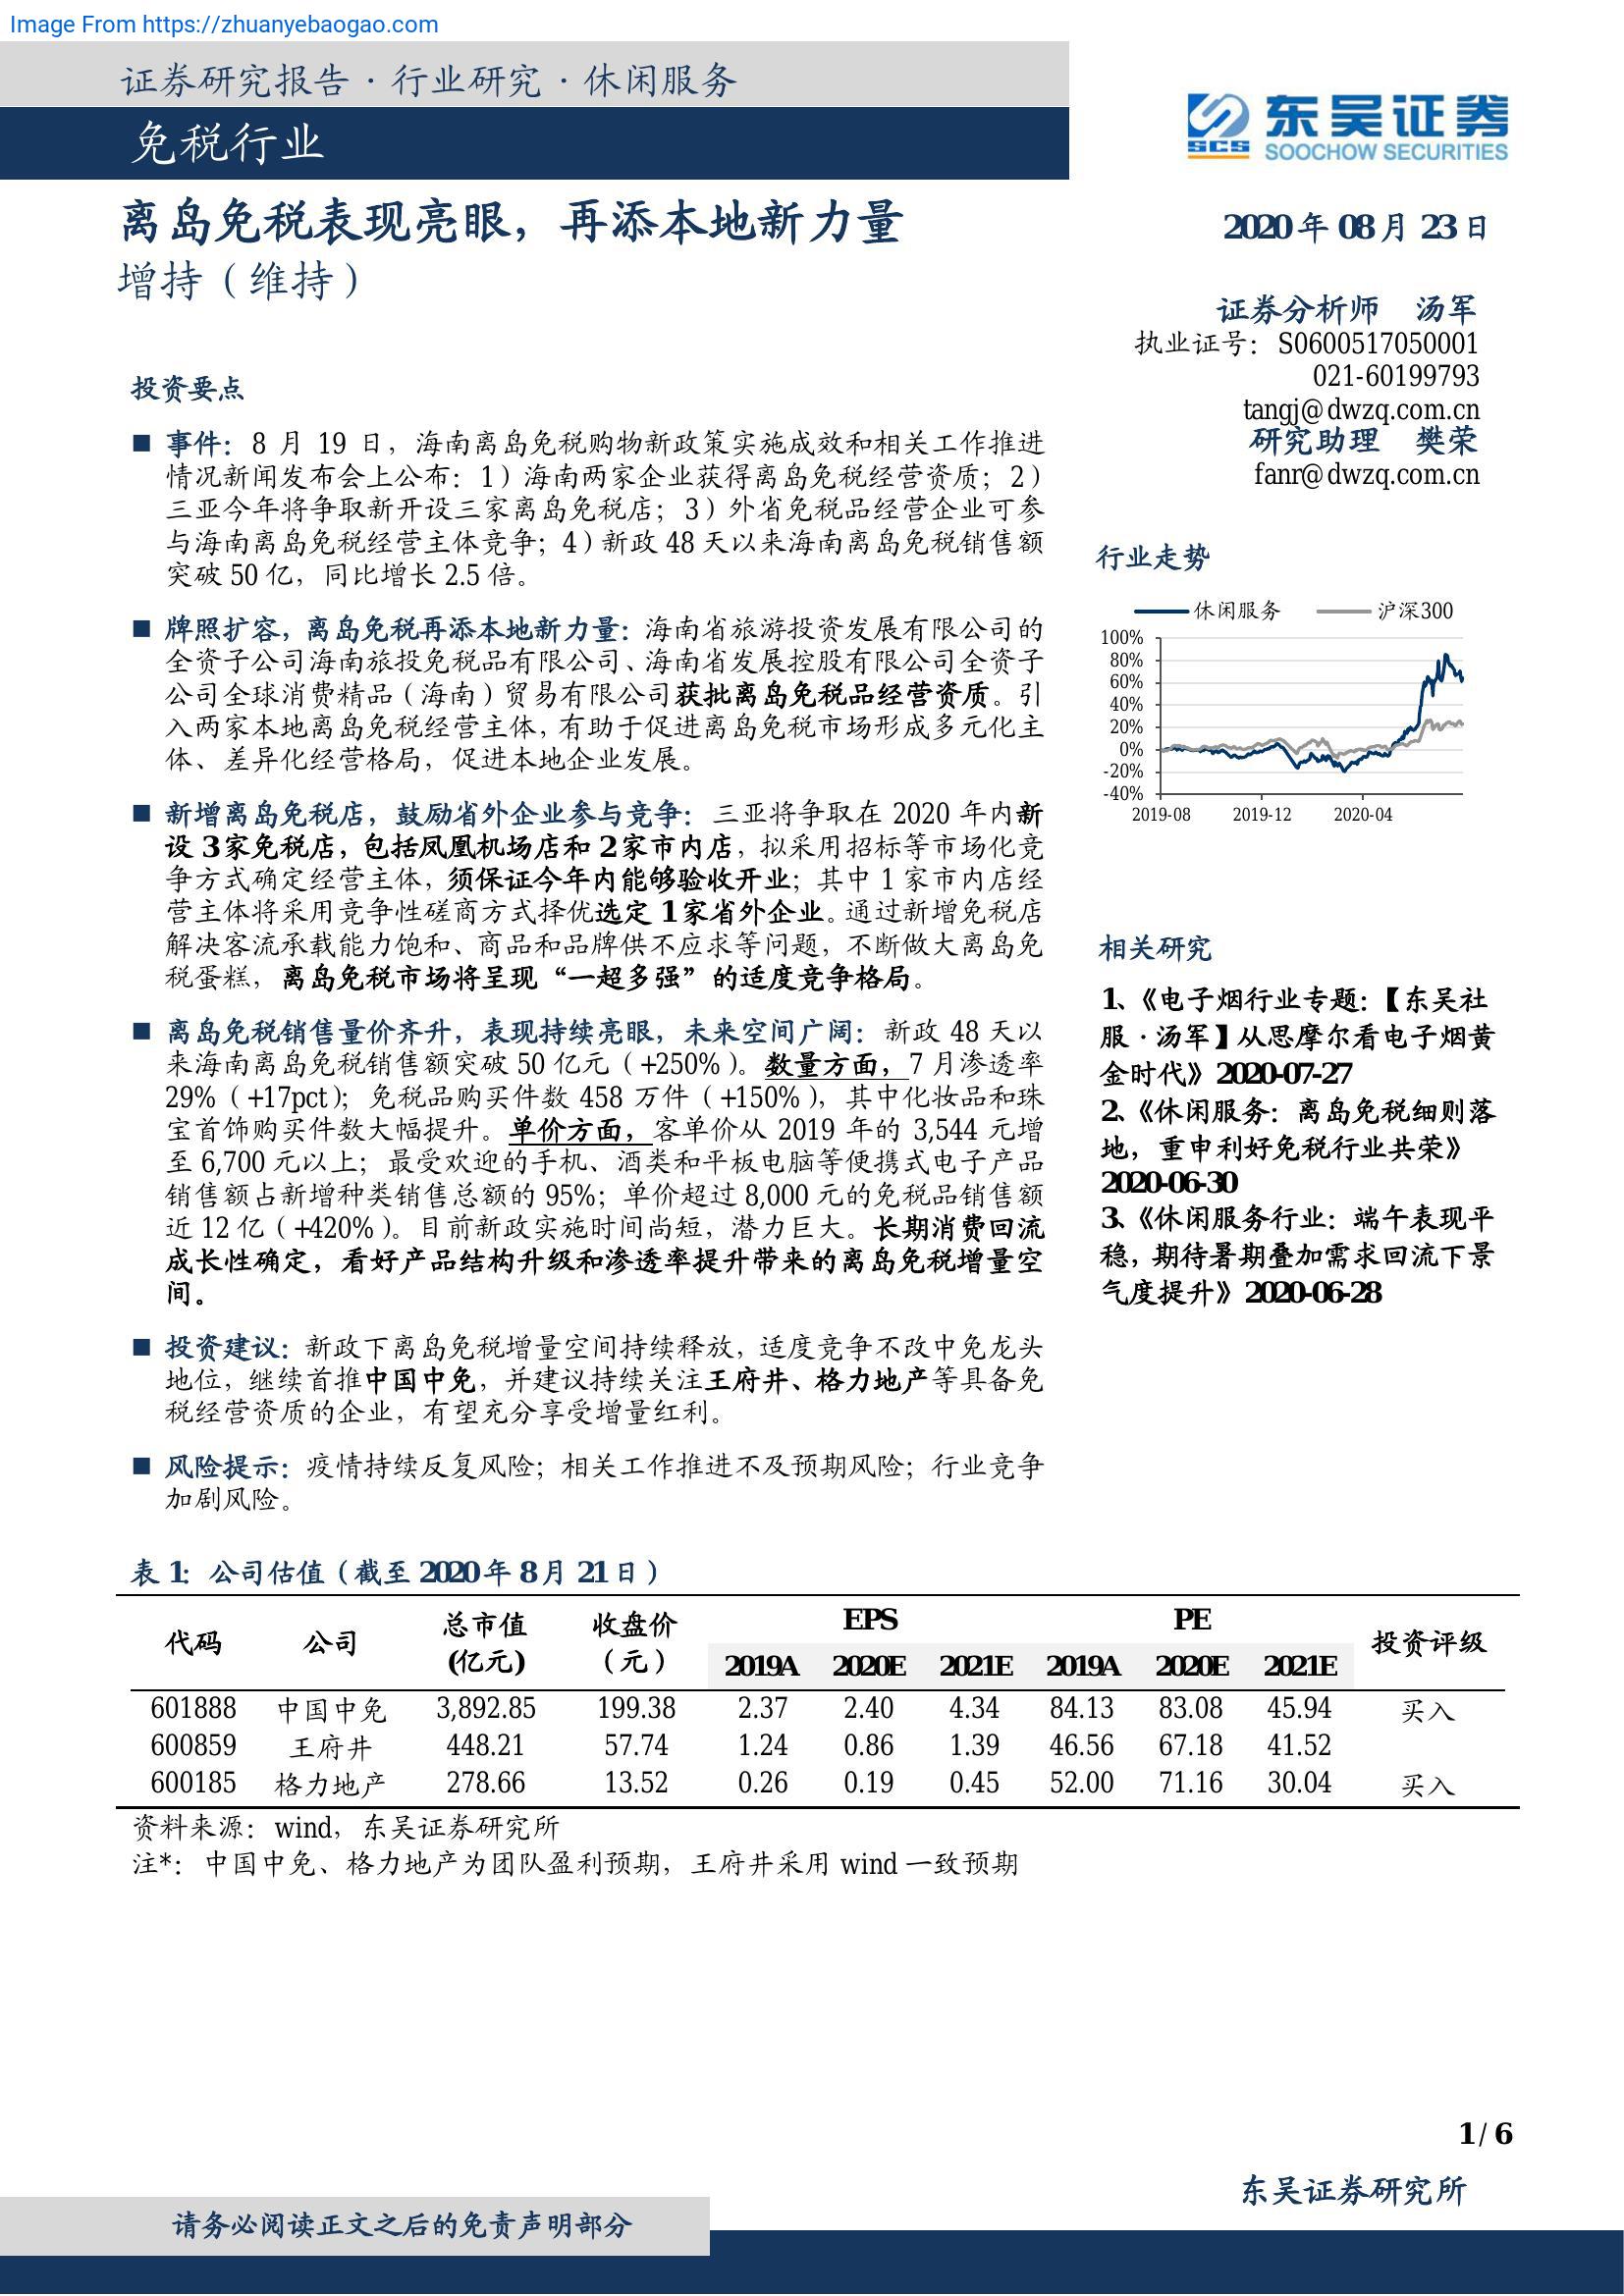 Image From https://zhuanyebaogao.com
证券研究报告·行业研究·休闲服务
免税行业
东吴证券
SCS SOOCHOW SECURITIES
离岛免税表现亮眼，再添本地新力量
增持（维持）
2020年08月23日
证券分析师 汤军
执业证号：S0600517050001
021-60199793
tangj@dwzq.com.cn
研究助理 樊荣
fanr@dwzq.com.cn
投资要点
■ 事件：8 月 19 日，海南离岛免税购物新政策实施成效和相关工作推进
情况新闻发布会上公布：1）海南两家企业获得离岛免税经营资质；2）
三亚今年将争取新开设三家离岛免税店；3）外省免税品经营企业可参
与海南离岛免税经营主体竞争；4）新政 48 天以来海南离岛免税销售额
突破 50 亿，同比增长 2.5 倍。
■ 牌照扩容，离岛免税再添本地新力量：海南省旅游投资发展有限公司的
全资子公司海南旅投免税品有限公司、海南省发展控股有限公司全资子
公司全球消费精品（海南）贸易有限公司获批离岛免税品经营资质。引
入两家本地离岛免税经营主体，有助于促进离岛免税市场形成多元化主
体、差异化经营格局，促进本地企业发展。
■ 新增离岛免税店，鼓励省外企业参与竞争：三亚将争取在 2020 年内新
设 3家免税店，包括凤凰机场店和 2家市内店，拟采用招标等市场化竞
争方式确定经营主体，须保证今年内能够验收开业；其中 1 家市内店经
营主体将采用竞争性磋商方式择优选定 1家省外企业。通过新增免税店
解决客流承载能力饱和、商品和品牌供不应求等问题，不断做大离岛免
税蛋糕，离岛免税市场将呈现“一超多强”的适度竞争格局。
■ 离岛免税销售量价齐升，表现持续亮眼，未来空间广阔：新政 48 天以
来海南离岛免税销售额突破 50 亿元（+250%）。数量方面，7 月渗透率
29%（+17pct）；免税品购买件数 458 万件（+150%），其中化妆品和珠
宝首饰购买件数大幅提升。单价方面，客单价从 2019 年的 3,544 元增
至 6,700 元以上；最受欢迎的手机、酒类和平板电脑等便携式电子产品
销售额占新增种类销售总额的 95%；单价超过 8,000 元的免税品销售额
近 12 亿（+420%）。目前新政实施时间尚短，潜力巨大。长期消费回流
成长性确定，看好产品结构升级和渗透率提升带来的离岛免税增量空
间。
■ 投资建议：新政下离岛免税增量空间持续释放，适度竞争不改中免龙头
地位，继续首推中国中免，并建议持续关注王府井、格力地产等具备免
税经营资质的企业，有望充分享受增量红利。
■ 风险提示：疫情持续反复风险；相关工作推进不及预期风险；行业竞争
加剧风险。
行业走势
休闲服务 沪深300
100%
80%
60%
40%
20%
0%
-20%
-40%
2019-08 2019-12 2020-04
相关研究
1、《电子烟行业专题：【东吴社
服·汤军】从思摩尔看电子烟黄
金时代》2020-07-27
2、《休闲服务：离岛免税细则落
地，重申利好免税行业共荣》
2020-06-30
3、《休闲服务行业：端午表现平
稳，期待暑期叠加需求回流下景
气度提升》2020-06-28
表 1：公司估值（截至 2020年 8月 21日）
代码 公司 总市值(亿元) 收盘价（元） EPS PE 投资评级
2019A 2020E 2021E 2019A 2020E 2021E
601888 中国中免 3,892.85 199.38 2.37 2.40 4.34 84.13 83.08 45.94 买入
600859 王府井 448.21 57.74 1.24 0.86 1.39 46.56 67.18 41.52
600185 格力地产 278.66 13.52 0.26 0.19 0.45 52.00 71.16 30.04 买入
资料来源：wind，东吴证券研究所
注*：中国中免、格力地产为团队盈利预期，王府井采用 wind 一致预期
1/ 6
东吴证券研究所
请务必阅读正文之后的免责声明部分